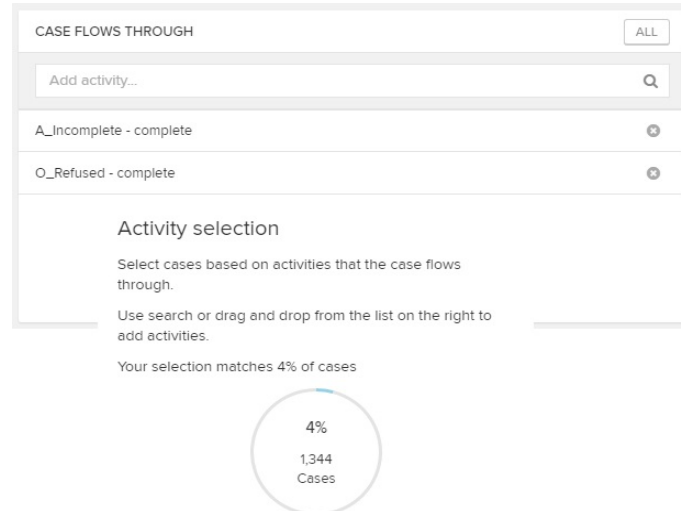 CASE FLOWS THROUGH
ALL
Add activity...
A_Incomplete - complete
O_Refused - complete
Activity selection
Select cases based on activities that the case flows
through.
Use search or drag and drop from the list on the right to
add activities.
Your selection matches 4% of cases
4%
1,344
Cases